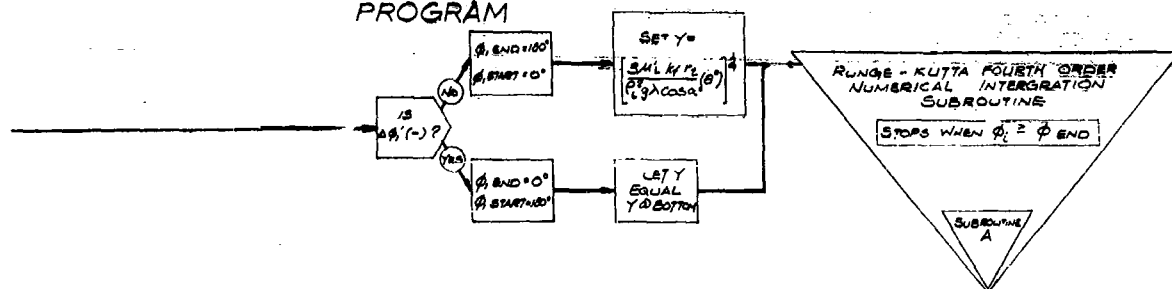 PROGRAM
IS
Δφ,'(-)?
NO
YES
φ, END=180°
φ, START=0°
φ, END=0°
φ, START=180°
SET Y=
LET Y
EQUAL
Y@BOTTOM
RUNGE-KUTTA FOURTH ORDER
NUMERICAL INTERGRATION
SUBROUTINE
STOPS WHEN φi ≥ φ END
SUBROUTINE
A